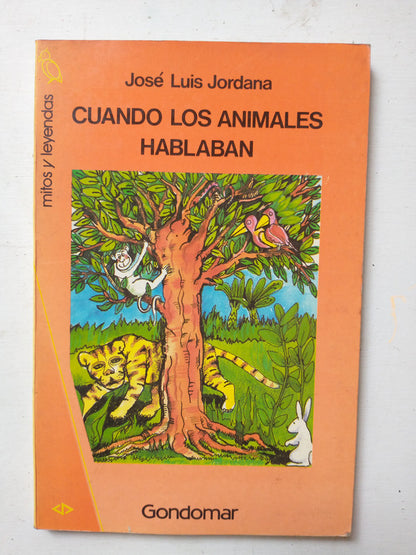 José Luis Jordana
CUANDO LOS ANIMALES
HABLABAN
mitos y leyendas
Gondomar